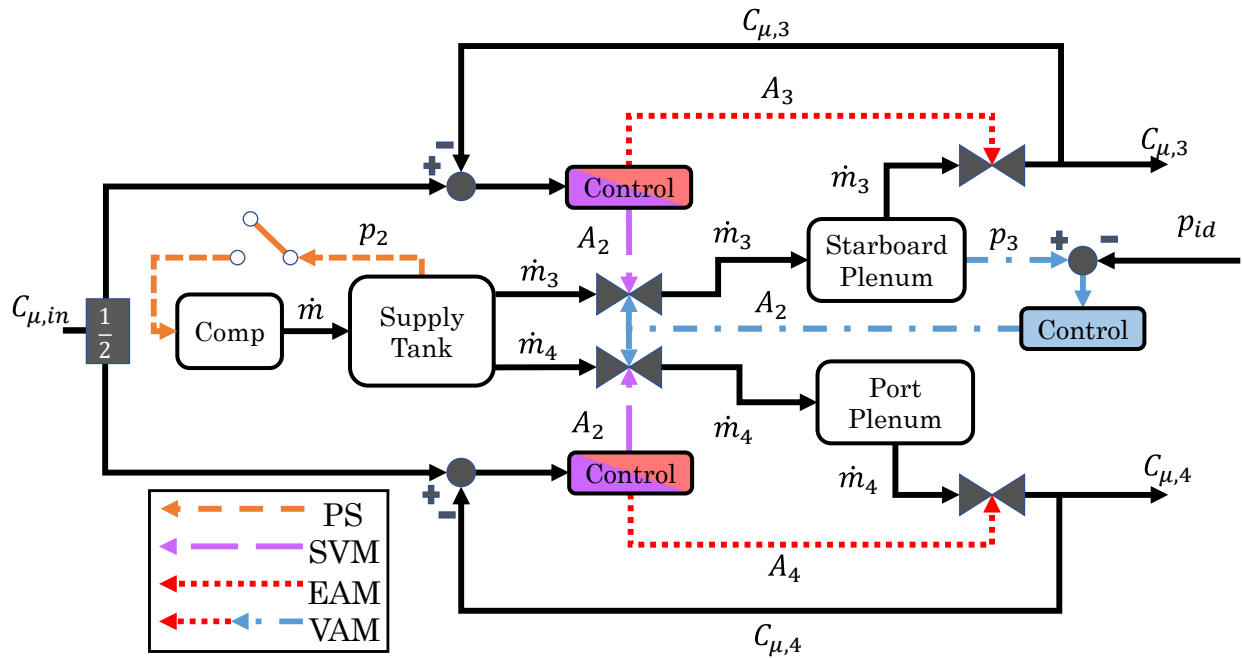 C_{μ,3}
A_3
+ −
Control
ṁ_3
C_{μ,3}
p_2
A_2
ṁ_3
ṁ_3
Starboard
Plenum
p_3
+ −
p_{id}
C_{μ,in}
1
2
Comp
ṁ
Supply
Tank
A_2
Control
ṁ_4
Port
Plenum
A_2
ṁ_4
Control
+ −
ṁ_4
C_{μ,4}
PS
SVM
EAM
VAM
A_4
C_{μ,4}